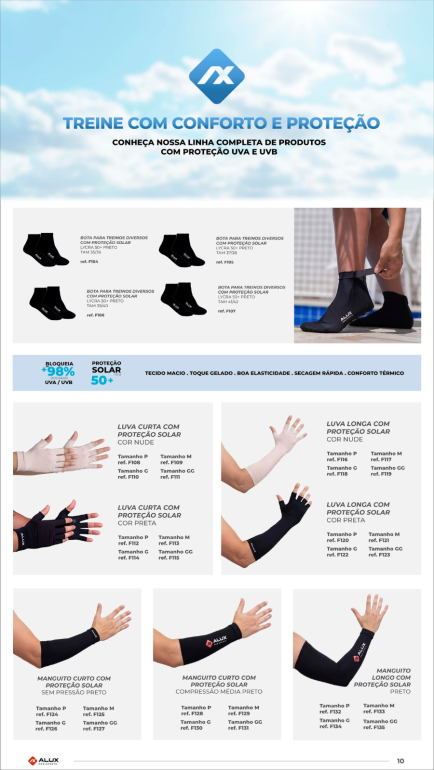 TREINE COM CONFORTO E PROTEÇÃO
CONHEÇA NOSSA LINHA COMPLETA DE PRODUTOS
COM PROTEÇÃO UVA E UVB
BOTA PARA TREINOS DIVERSOS
COM PROTEÇÃO SOLAR
LYCRA 50+ PRETO
TAM 35/36
ref. F104
BOTA PARA TREINOS DIVERSOS
COM PROTEÇÃO SOLAR
LYCRA 50+ PRETO
TAM 37/38
ref. F105
BOTA PARA TREINOS DIVERSOS
COM PROTEÇÃO SOLAR
LYCRA 50+ PRETO
TAM 39/40
ref. F106
BOTA PARA TREINOS DIVERSOS
COM PROTEÇÃO SOLAR
LYCRA 50+ PRETO
TAM 41/42
ref. F107
ALUX
BLOQUEIA
+98%
UVA / UVB
PROTEÇÃO
SOLAR
50+
TECIDO MACIO . TOQUE GELADO . BOA ELASTICIDADE . SECAGEM RÁPIDA . CONFORTO TÉRMICO
LUVA CURTA COM
PROTEÇÃO SOLAR
COR NUDE
Tamanho P Tamanho M
ref. F108 ref. F109
Tamanho G Tamanho GG
ref. F110 ref. F111
LUVA CURTA COM
PROTEÇÃO SOLAR
COR PRETA
Tamanho P Tamanho M
ref. F112 ref. F113
Tamanho G Tamanho GG
ref. F114 ref. F115
LUVA LONGA COM
PROTEÇÃO SOLAR
COR NUDE
Tamanho P Tamanho M
ref. F116 ref. F117
Tamanho G Tamanho GG
ref. F118 ref. F119
LUVA LONGA COM
PROTEÇÃO SOLAR
COR PRETA
Tamanho P Tamanho M
ref. F120 ref. F121
Tamanho G Tamanho GG
ref. F122 ref. F123
MANGUITO CURTO COM
PROTEÇÃO SOLAR
SEM PRESSÃO PRETO
Tamanho P Tamanho M
ref. F124 ref. F125
Tamanho G Tamanho GG
ref. F126 ref. F127
ALUX
MANGUITO CURTO COM
PROTEÇÃO SOLAR
COMPRESSÃO MÉDIA PRETO
Tamanho P Tamanho M
ref. F128 ref. F129
Tamanho G Tamanho GG
ref. F130 ref. F131
ALUX
MANGUITO
LONGO COM
PROTEÇÃO SOLAR
PRETO
Tamanho P Tamanho M
ref. F132 ref. F133
Tamanho G Tamanho GG
ref. F134 ref. F135
ALUX
10